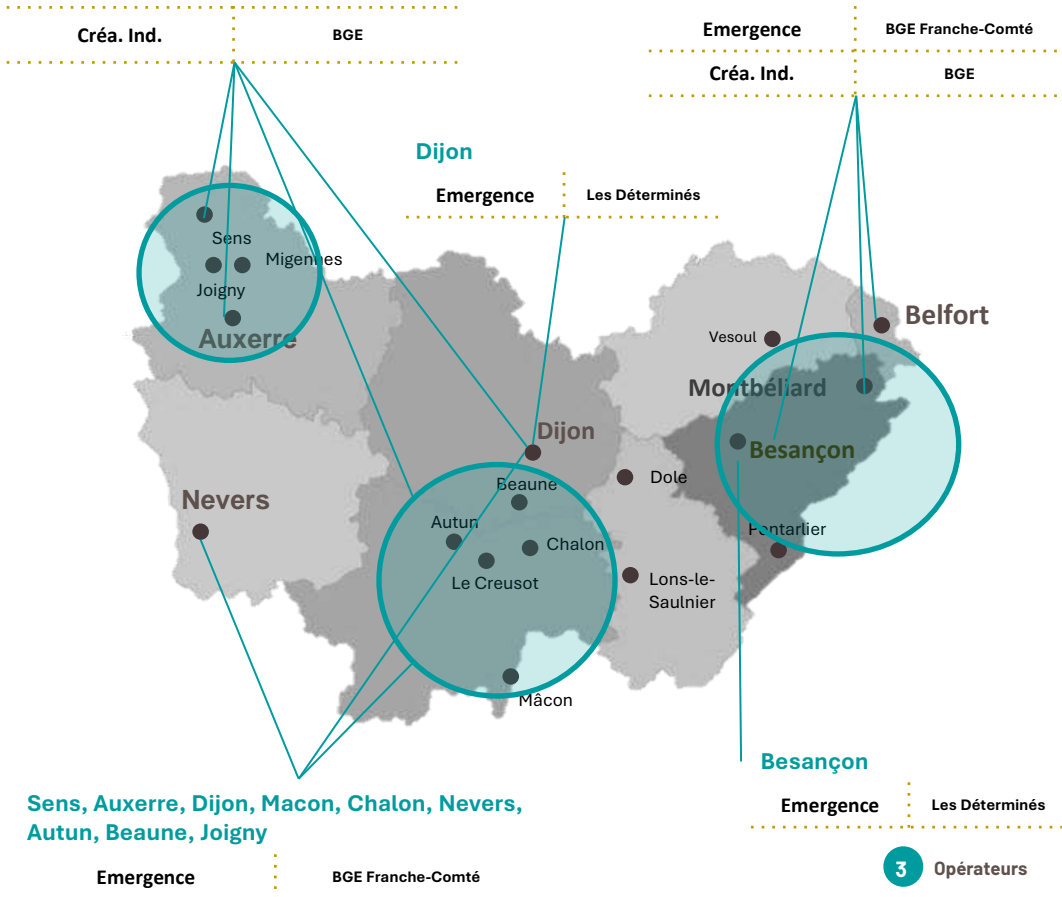 Créa. Ind. BGE
Emergence BGE Franche-Comté
Créa. Ind. BGE
Dijon
Emergence Les Déterminés
Sens
Migennes
Joigny
Auxerre
Belfort
Vesoul
Montbéliard
Dijon
Besançon
Beaune
Dole
Nevers
Autun
Chalon
Pontarlier
Le Creusot
Lons-le-
Saulnier
Mâcon
Besançon
Emergence Les Déterminés
Sens, Auxerre, Dijon, Macon, Chalon, Nevers,
Autun, Beaune, Joigny
Emergence BGE Franche-Comté
3 Opérateurs